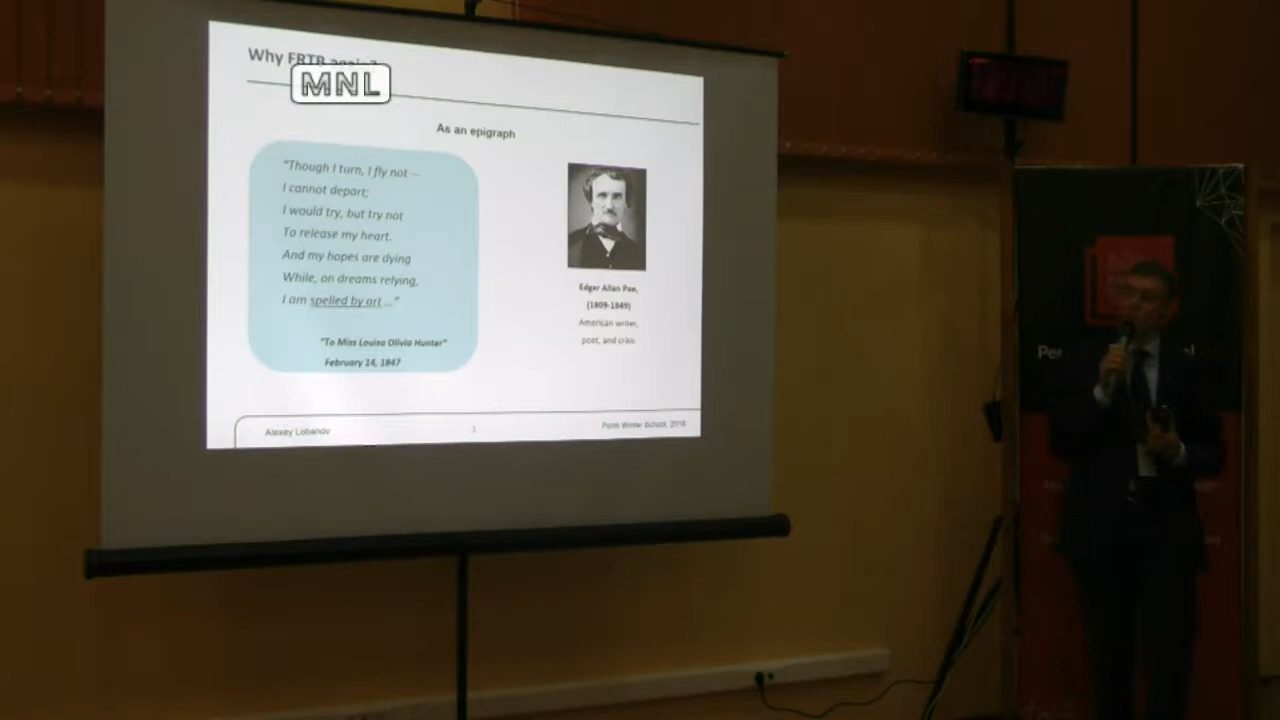 Why FRTB again?
MNL
As an epigraph
"Though I turn, I fly not –
I cannot depart;
I would try, but try not
To release my heart.
And my hopes are dying
While, on dreams relying,
I am spelled by art ..."
"To Miss Louisa Olivia Hunter"
February 14, 1847
Edgar Allan Poe,
(1809-1849)
American writer,
poet, and critic
Alexey Lobanov
3
Perm Winter School, 2016